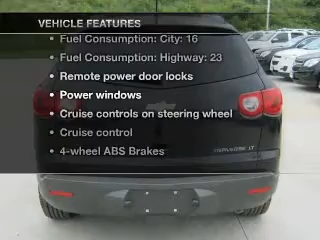 VEHICLE FEATURES
• Fuel Consumption: City: 16
• Fuel Consumption: Highway: 23
• Remote power door locks
• Power windows
• Cruise controls on steering wheel
• Cruise control
• 4-wheel ABS Brakes